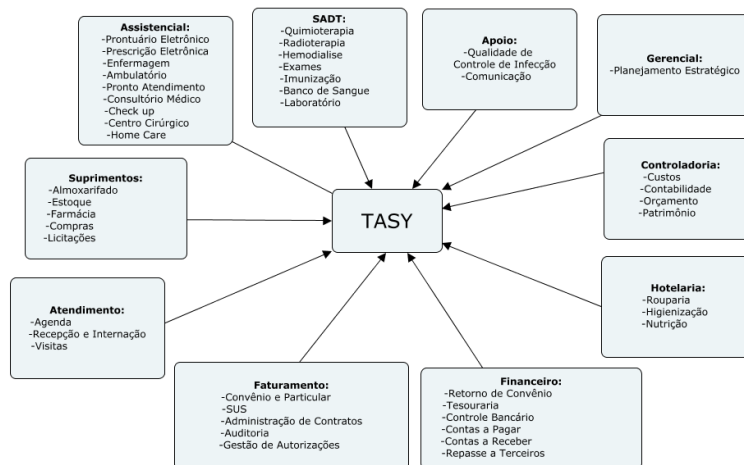 Assistencial:
-Prontuário Eletrônico
-Prescrição Eletrônica
-Enfermagem
-Ambulatório
-Pronto Atendimento
-Consultório Médico
-Check up
-Centro Cirúrgico
-Home Care
SADT:
-Quimioterapia
-Radioterapia
-Hemodialise
-Exames
-Imunização
-Banco de Sangue
-Laboratório
Apoio:
-Qualidade de
Controle de Infecção
-Comunicação
Gerencial:
-Planejamento Estratégico
Suprimentos:
-Almoxarifado
-Estoque
-Farmácia
-Compras
-Licitações
TASY
Controladoria:
-Custos
-Contabilidade
-Orçamento
-Patrimônio
Atendimento:
-Agenda
-Recepção e Internação
-Visitas
Hotelaria:
-Rouparia
-Higienização
-Nutrição
Faturamento:
-Convênio e Particular
-SUS
-Administração de Contratos
-Auditoria
-Gestão de Autorizações
Financeiro:
-Retorno de Convênio
-Tesouraria
-Controle Bancário
-Contas a Pagar
-Contas a Receber
-Repasse a Terceiros